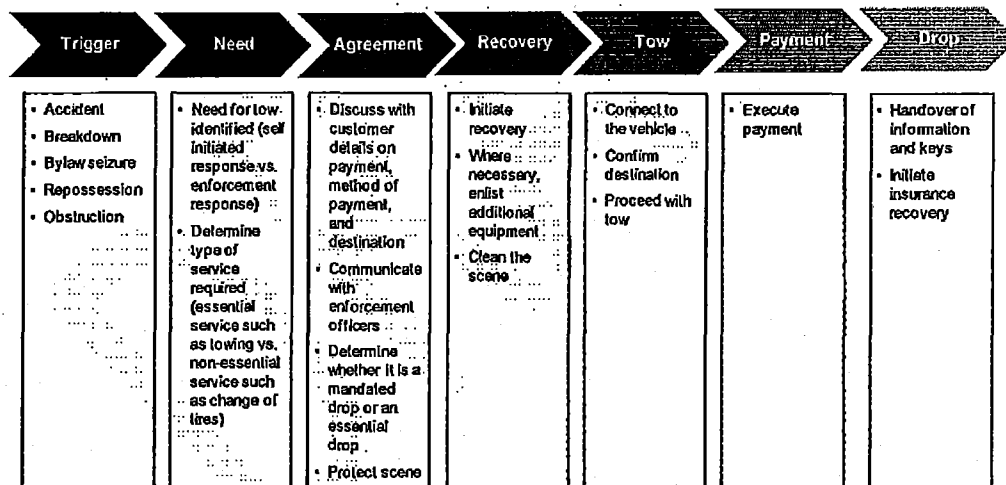 Trigger
Need
Agreement
Recovery
Tow
Payment
Drop
• Accident
• Breakdown
• Bylaw seizure
• Repossession
• Obstruction
• Need for tow
identified (self
initiated
response vs.
enforcement
response)
• Determine
type of
service
required
(essential
service such
as towing vs.
non-essential
service such
as change of
tires)
• Discuss with
customer
details on
payment,
method of
payment,
and
destination
• Communicate
with
enforcement
officers
• Determine
whether it is a
mandated
drop or an
essential
drop
• Protect scene
• Initiate
recovery
• Where
necessary,
enlist
additional
equipment
• Clean the
scene
• Connect to
the vehicle
• Confirm
destination
• Proceed with
tow
• Execute
payment
• Handover of
information
and keys
• Initiate
insurance
recovery